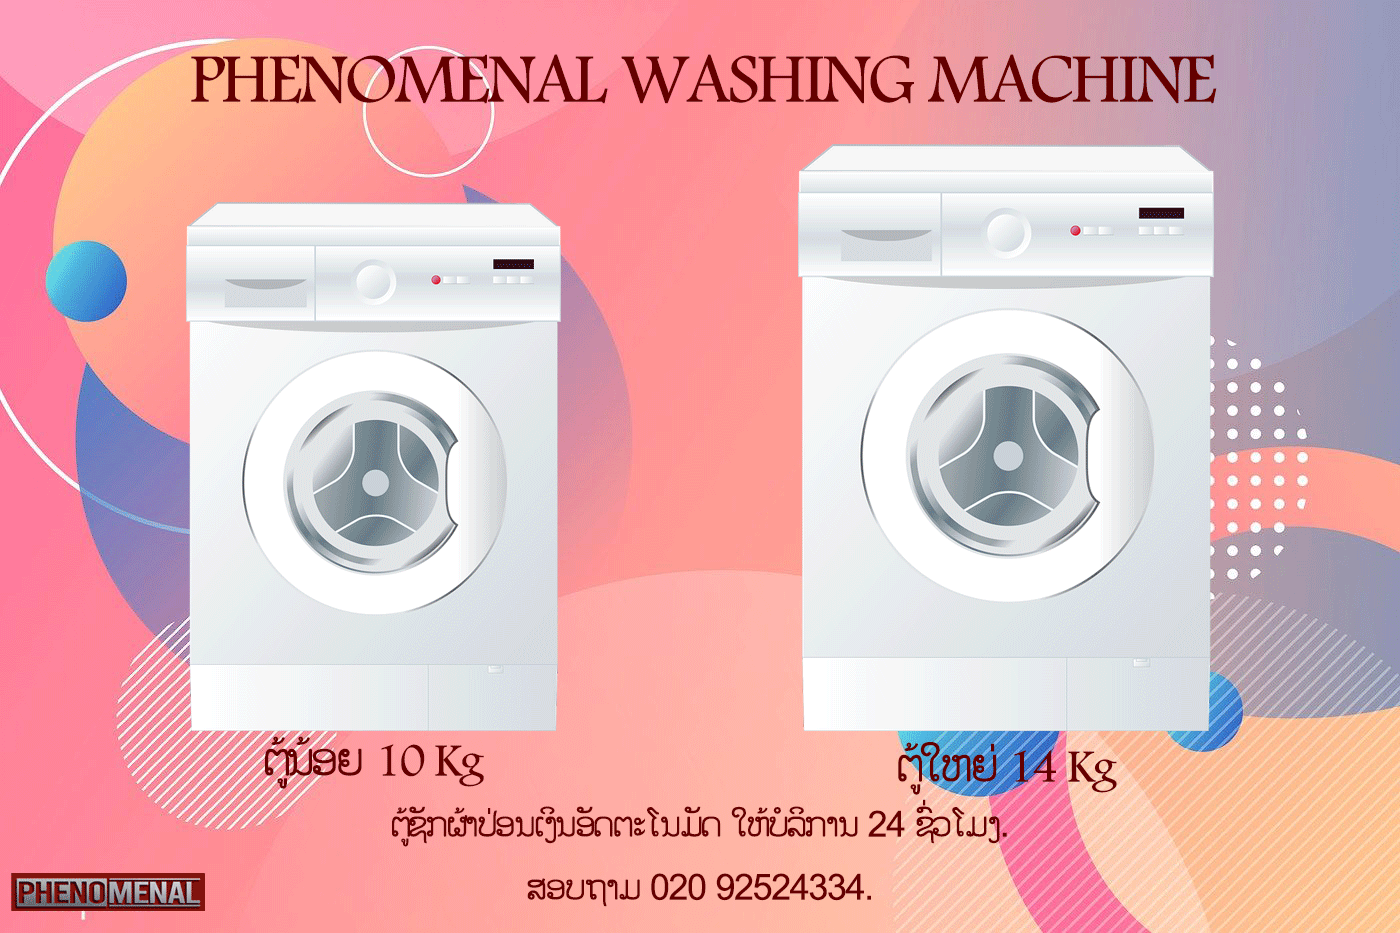 PHENOMENAL WASHING MACHINE
ຕູ້ນ້ອຍ 10 Kg
ຕູ້ໃຫຍ່ 14 Kg
ຕູ້ຊັກຜ້າປ່ອນເງິນອັດຕະໂນມັດ ໃຫ້ບໍລິການ 24 ຊົ່ວໂມງ.
ສອບຖາມ 020 92524334.
PHENOMENAL